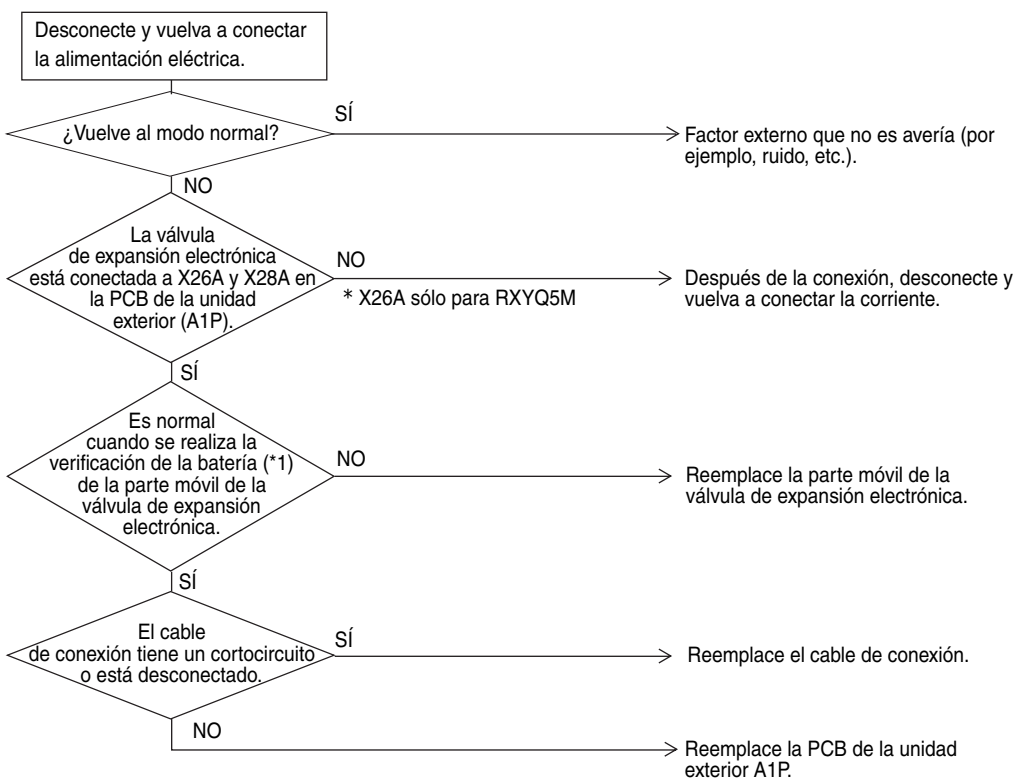 Desconecte y vuelva a conectar
la alimentación eléctrica.
SÍ
¿Vuelve al modo normal?
Factor externo que no es avería (por
ejemplo, ruido, etc.).
NO
La válvula
de expansión electrónica
está conectada a X26A y X28A en
la PCB de la unidad
exterior (A1P).
NO
* X26A sólo para RXYQ5M
Después de la conexión, desconecte y
vuelva a conectar la corriente.
SÍ
Es normal
cuando se realiza la
verificación de la batería (*1)
de la parte móvil de la
válvula de expansión
electrónica.
NO
Reemplace la parte móvil de la
válvula de expansión electrónica.
SÍ
El cable
de conexión tiene un cortocircuito
o está desconectado.
SÍ
Reemplace el cable de conexión.
NO
Reemplace la PCB de la unidad
exterior A1P.